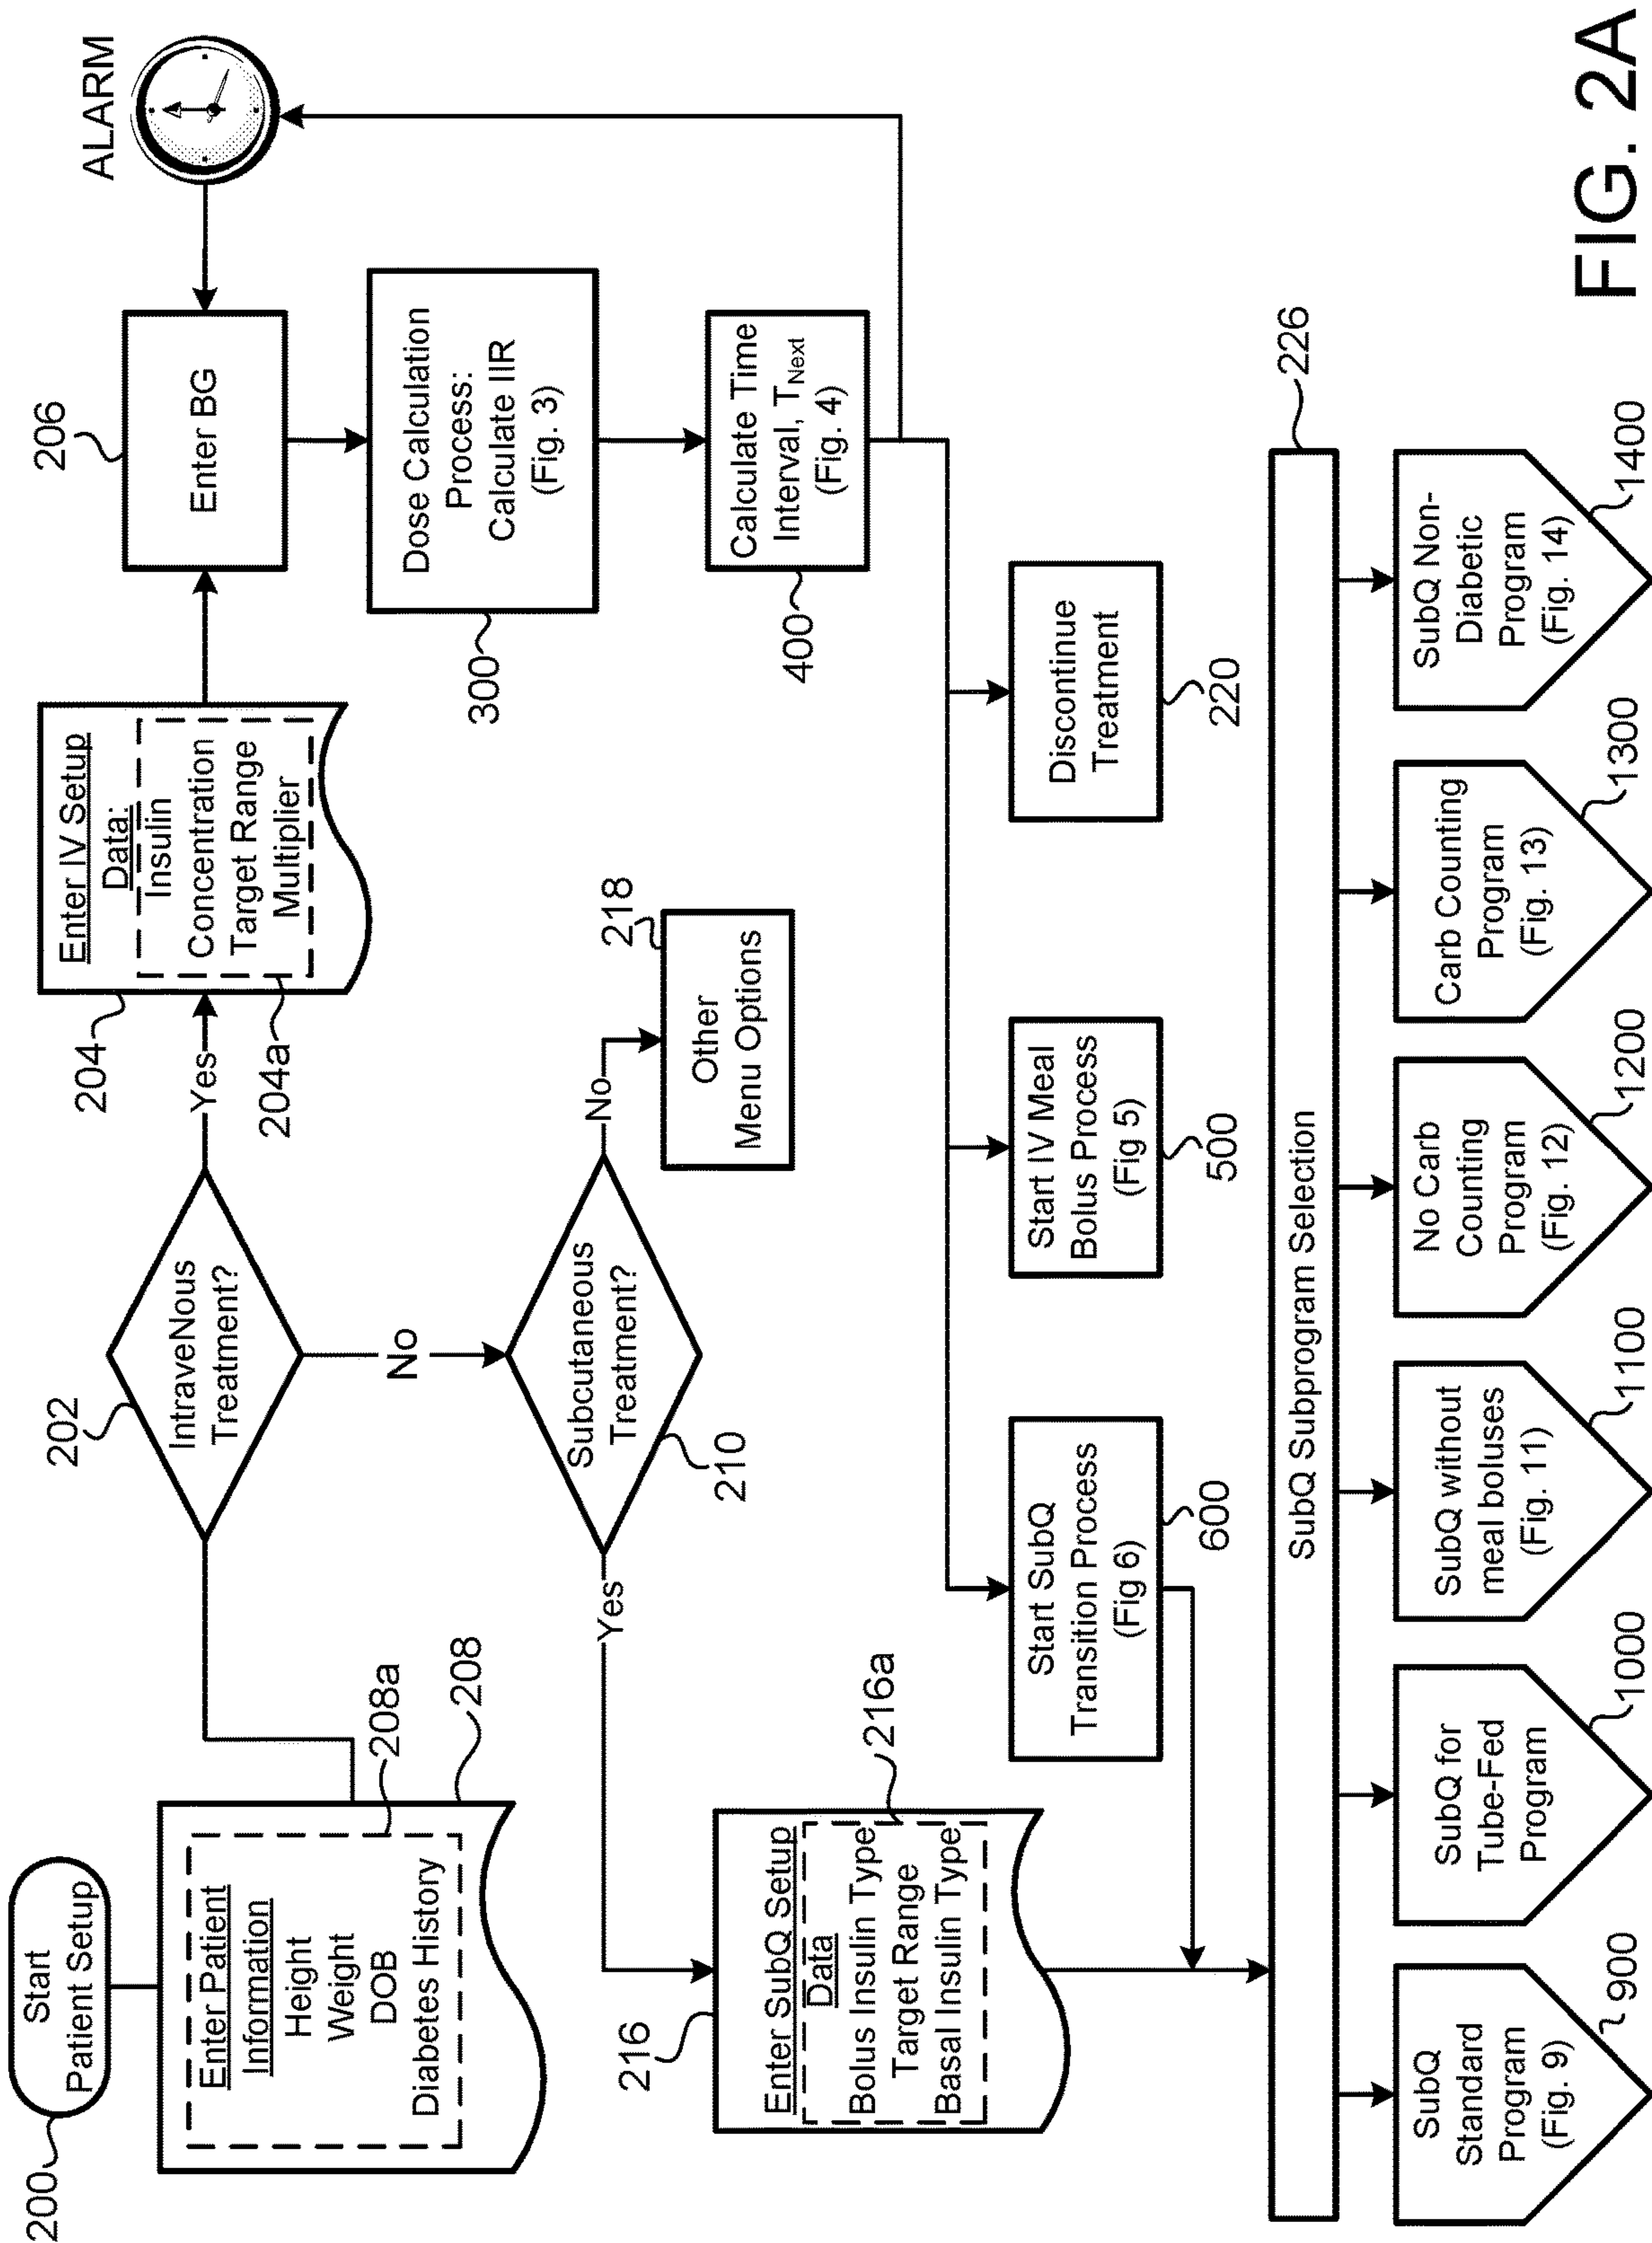 200
Start
Patient Setup
Enter Patient
Information
Height
Weight
DOB
Diabetes History
208a
208
202
IntraveNous
Treatment?
Yes
No
204
Enter IV Setup
Data:
Insulin
Concentration
Target Range
Multiplier
204a
206
Enter BG
ALARM
300
Dose Calculation
Process:
Calculate IIR
(Fig. 3)
400
Calculate Time
Interval, TNext
(Fig. 4)
Subcutaneous
Treatment?
210
Yes
No
218
Other
Menu Options
216
Enter SubQ Setup
Data
Bolus Insulin Type
Target Range
Basal Insulin Type
216a
Start SubQ
Transition Process
(Fig 6)
600
Start IV Meal
Bolus Process
(Fig 5)
500
Discontinue
Treatment
220
SubQ Subprogram Selection
226
SubQ
Standard
Program
(Fig. 9)
900
SubQ for
Tube-Fed
Program
1000
SubQ without
meal boluses
(Fig. 11)
1100
No Carb
Counting
Program
(Fig. 12)
1200
Carb Counting
Program
(Fig. 13)
1300
SubQ Non-
Diabetic
Program
(Fig. 14)
1400
FIG. 2A